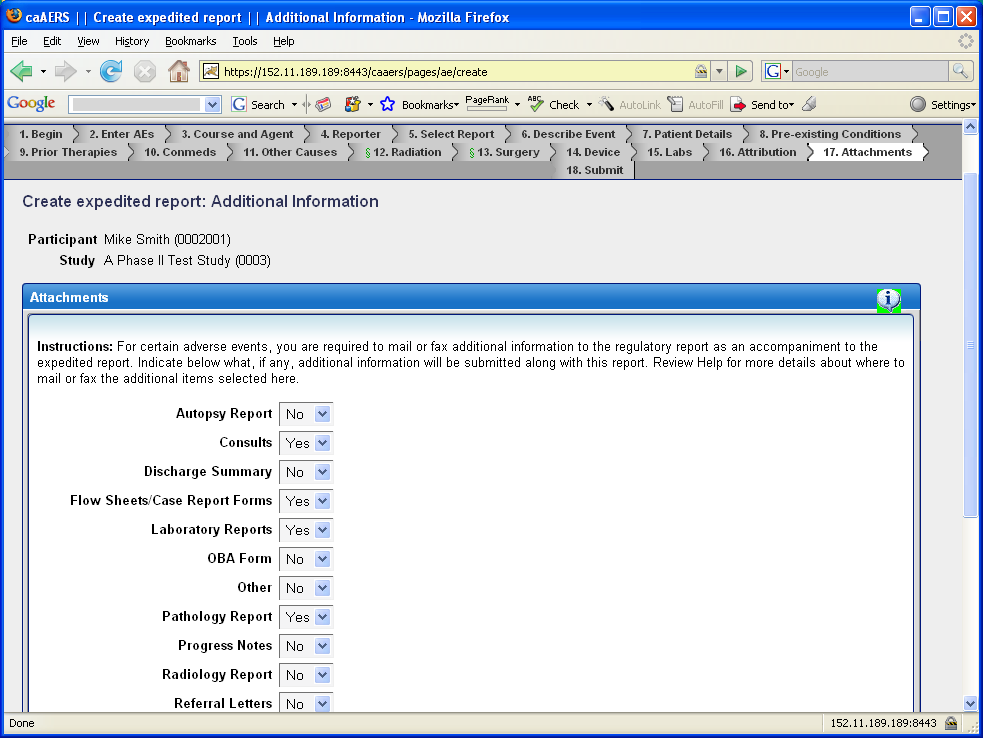 caAERS || Create expedited report || Additional Information - Mozilla Firefox
File Edit View History Bookmarks Tools Help
https://152.11.189.189:8443/caaers/pages/ae/create
G Google
Google G Search Bookmarks PageRank ABC Check AutoLink AutoFill Send to Settings
1. Begin 2. Enter AEs 3. Course and Agent 4. Reporter 5. Select Report 6. Describe Event 7. Patient Details 8. Pre-existing Conditions
9. Prior Therapies 10. Conmeds 11. Other Causes § 12. Radiation § 13. Surgery 14. Device 15. Labs 16. Attribution 17. Attachments
18. Submit
Create expedited report: Additional Information
Participant Mike Smith (0002001)
Study A Phase II Test Study (0003)
Attachments i
Instructions: For certain adverse events, you are required to mail or fax additional information to the regulatory report as an accompaniment to the
expedited report. Indicate below what, if any, additional information will be submitted along with this report. Review Help for more details about where to
mail or fax the additional items selected here.
Autopsy Report No
Consults Yes
Discharge Summary No
Flow Sheets/Case Report Forms Yes
Laboratory Reports Yes
OBA Form No
Other No
Pathology Report Yes
Progress Notes No
Radiology Report No
Referral Letters No
Done 152.11.189.189:8443